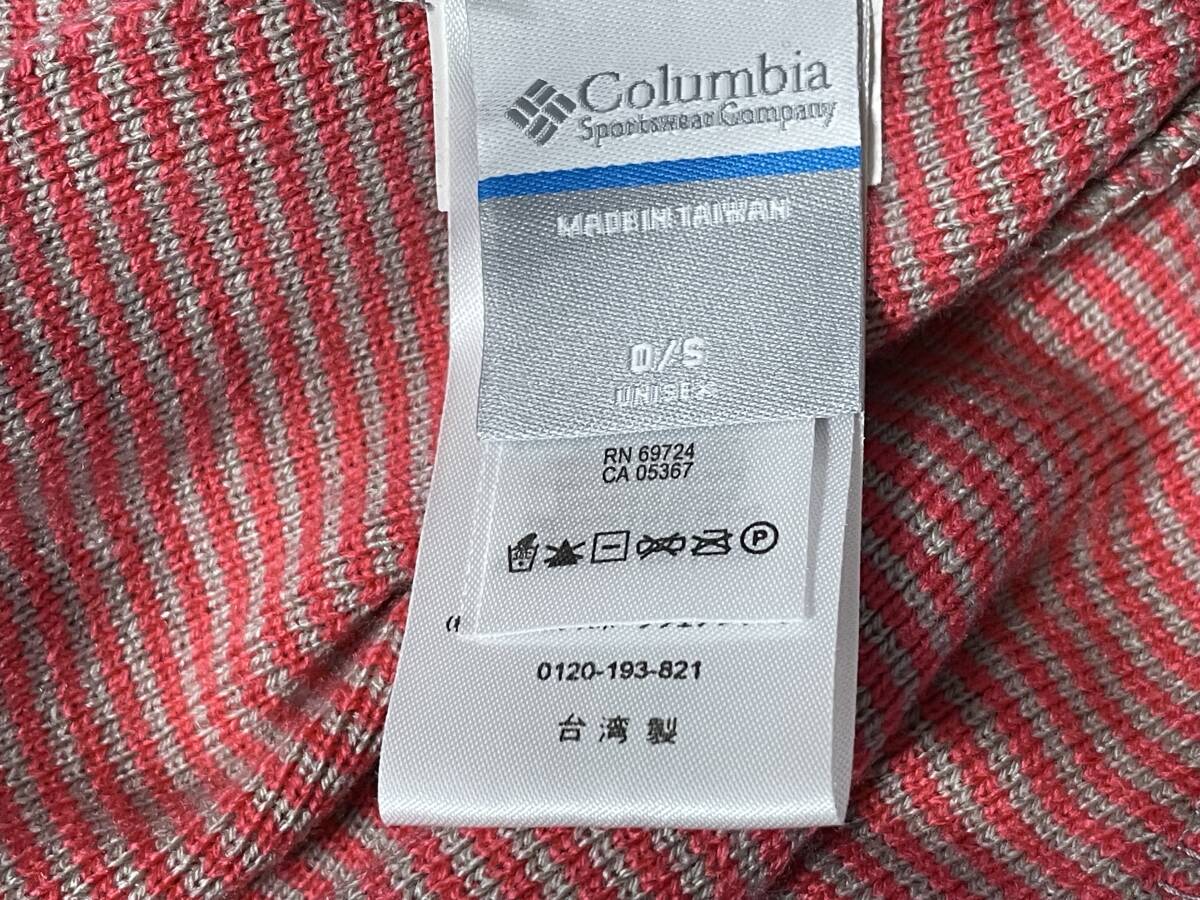 Columbia
Sportswear Company
MADE IN TAIWAN
O/S
UNISEX
RN 69724
CA 05367
P
0120-193-821
台湾製